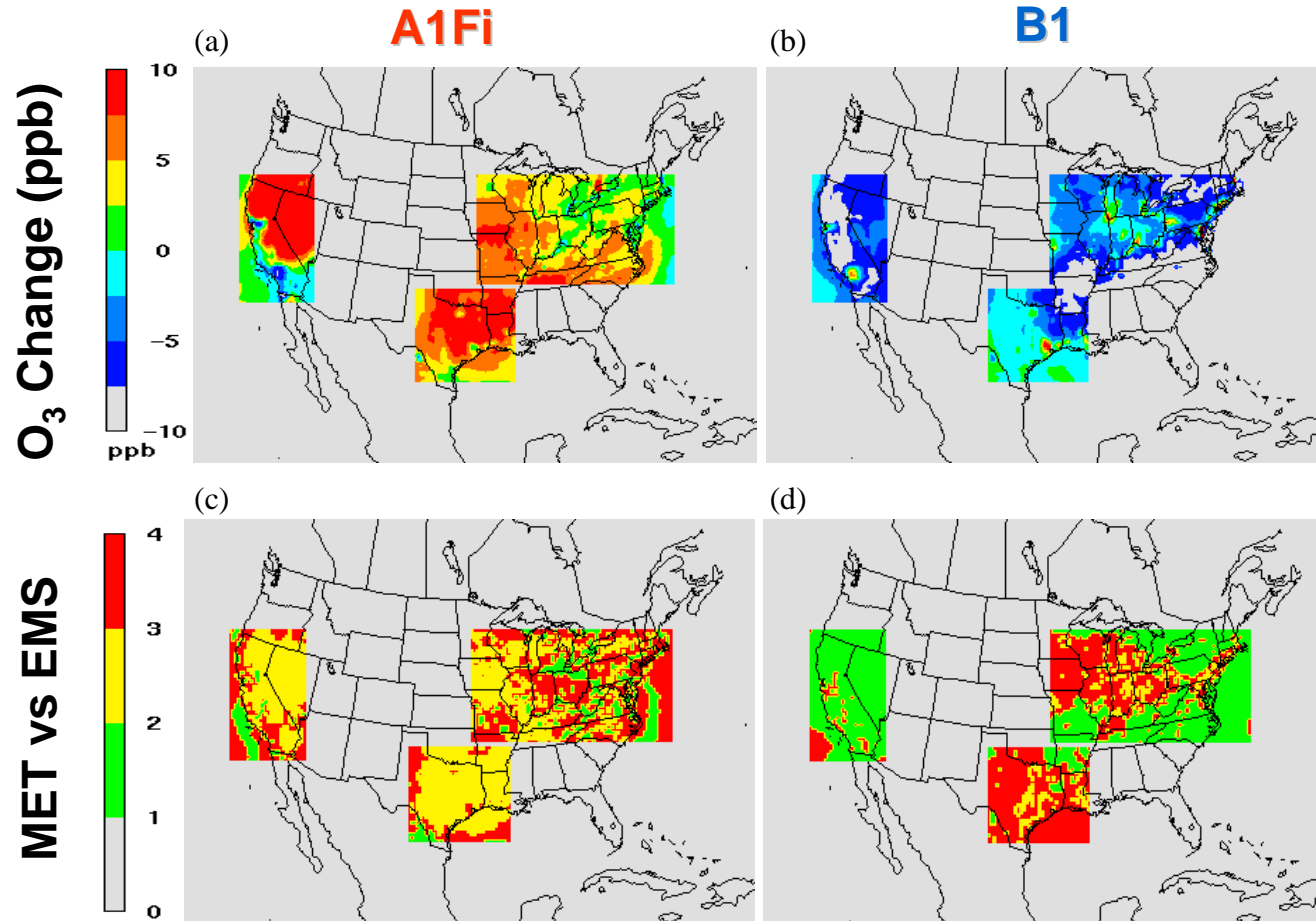 A1Fi
B1
(a)
(b)
O₃ Change (ppb)
10
5
0
−5
−10
ppb
(c)
(d)
MET vs EMS
4
3
2
1
0